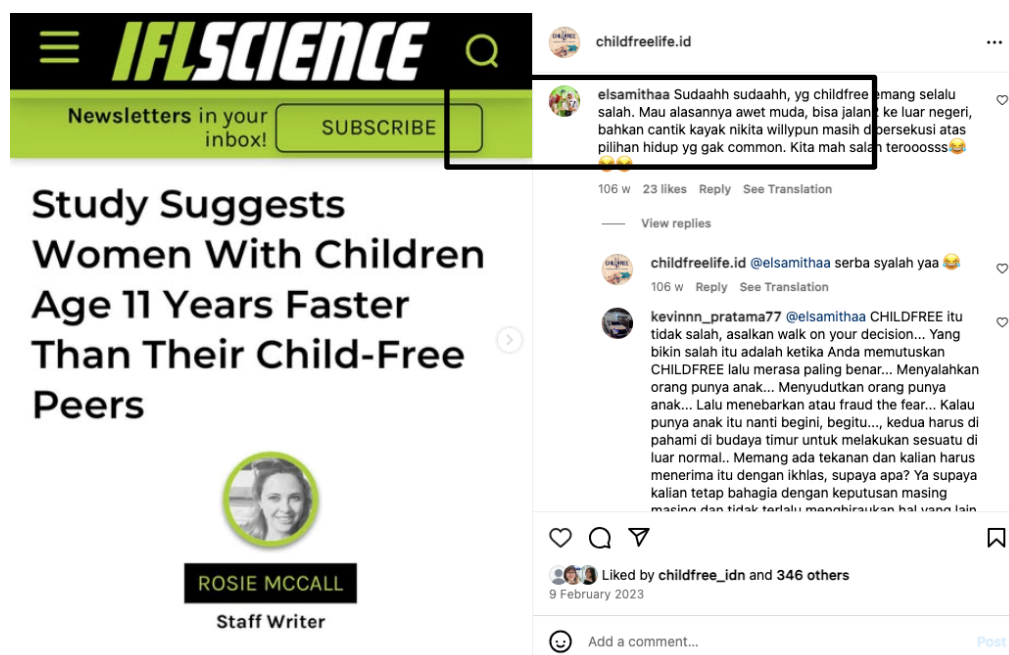 IFLSCIENCE
Newsletters in your
inbox!
SUBSCRIBE
Study Suggests
Women With Children
Age 11 Years Faster
Than Their Child-Free
Peers
ROSIE MCCALL
Staff Writer
childfreelife.id
elsamithaa Sudaahh sudaahh, yg childfree emang selalu
salah. Mau alasannya awet muda, bisa jalan2 ke luar negeri,
bahkan cantik kayak nikita willypun masih dipersekusi atas
pilihan hidup yg gak common. Kita mah salah terooosss😂
😂😂
106 w 23 likes Reply See Translation
View replies
childfreelife.id @elsamithaa serba syalah yaa 😂
106 w Reply See Translation
kevinnn_pratama77 @elsamithaa CHILDFREE itu
tidak salah, asalkan walk on your decision... Yang
bikin salah itu adalah ketika Anda memutuskan
CHILDFREE lalu merasa paling benar... Menyalahkan
orang punya anak... Menyudutkan orang punya
anak... Lalu menebarkan atau fraud the fear... Kalau
punya anak itu nanti begini, begitu..., kedua harus di
pahami di budaya timur untuk melakukan sesuatu di
luar normal.. Memang ada tekanan dan kalian harus
menerima itu dengan ikhlas, supaya apa? Ya supaya
kalian tetap bahagia dengan keputusan masing
masing dan tidak terlalu menghiraukan hal yang lain
Liked by childfree_idn and 346 others
9 February 2023
Add a comment...
Post